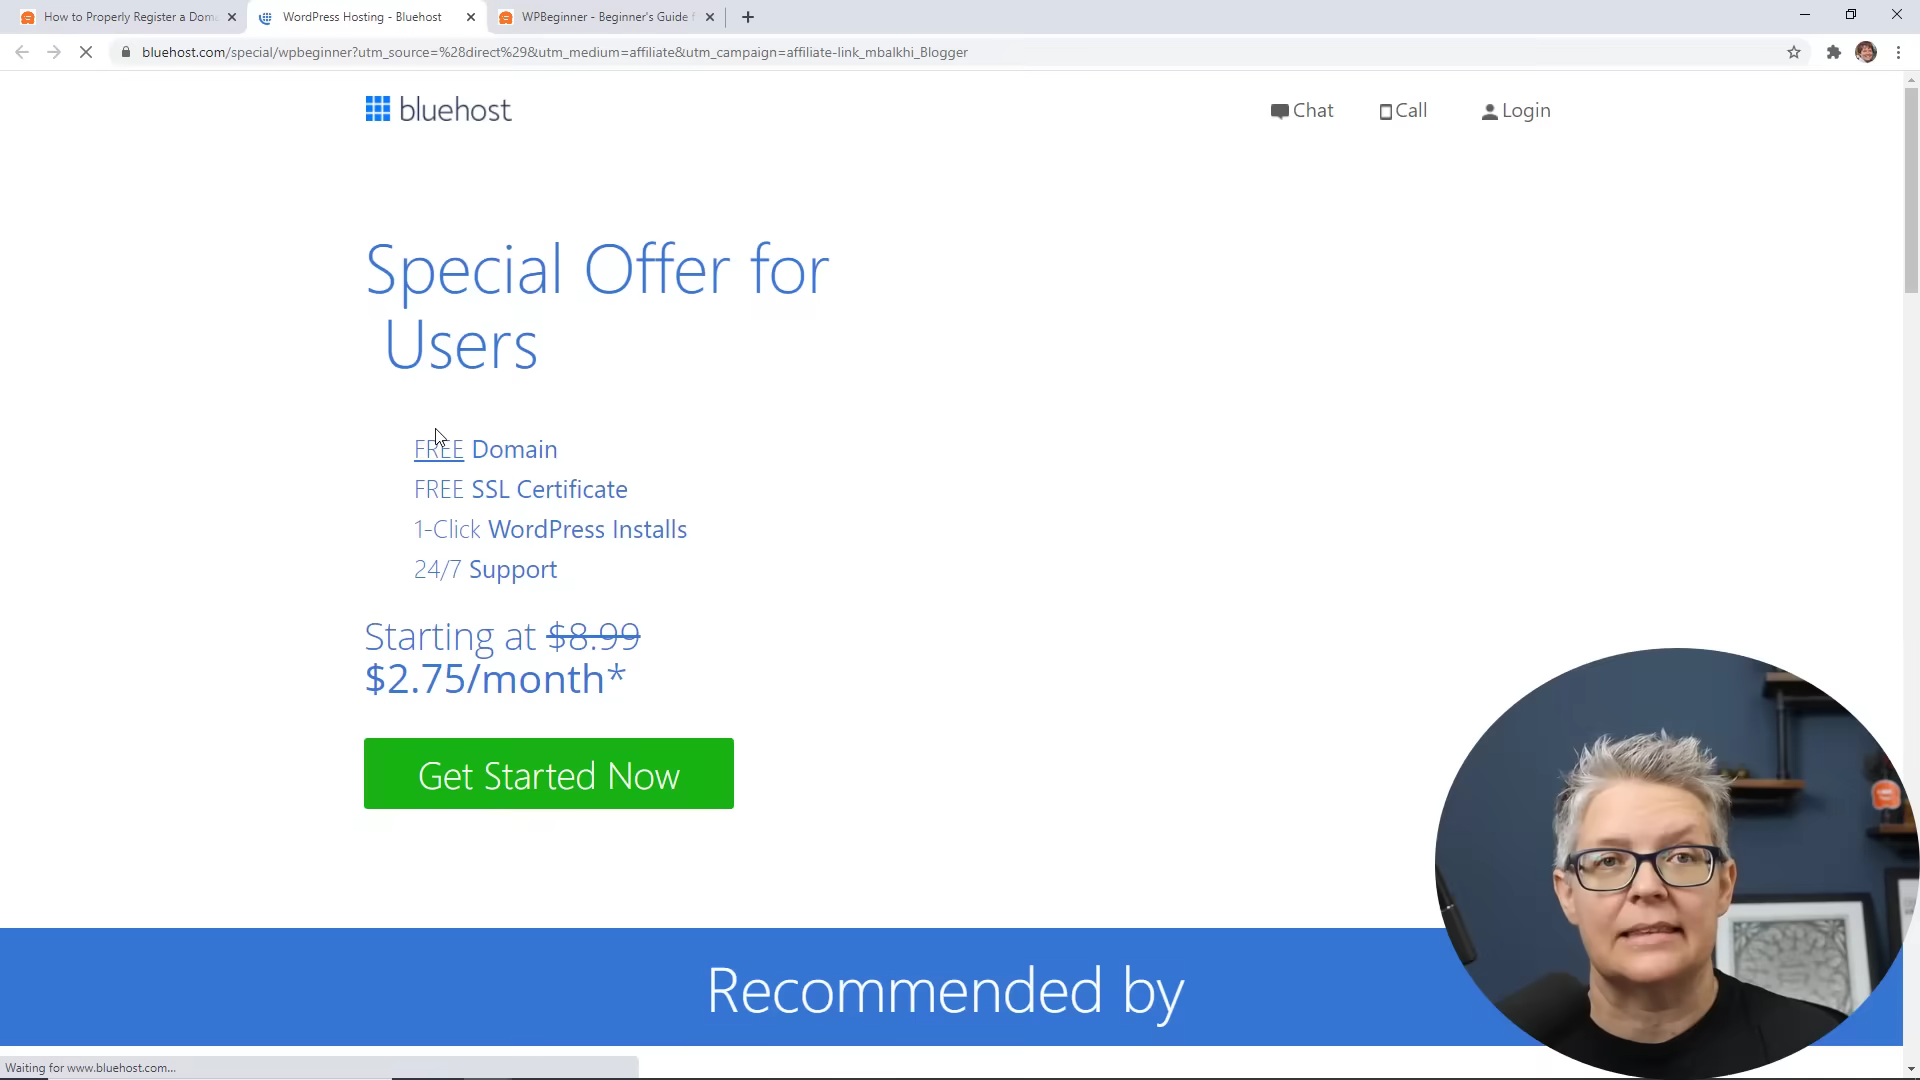 How to Properly Register a Doma
WordPress Hosting - Bluehost
WPBeginner - Beginner's Guide f
bluehost.com/special/wpbeginner?utm_source=%28direct%29&utm_medium=affiliate&utm_campaign=affiliate-link_mbalkhi_Blogger
bluehost
Chat
Call
Login
Special Offer for
Users
FREE Domain
FREE SSL Certificate
1-Click WordPress Installs
24/7 Support
Starting at $8.99
$2.75/month*
Get Started Now
Recommended by
Waiting for www.bluehost.com...